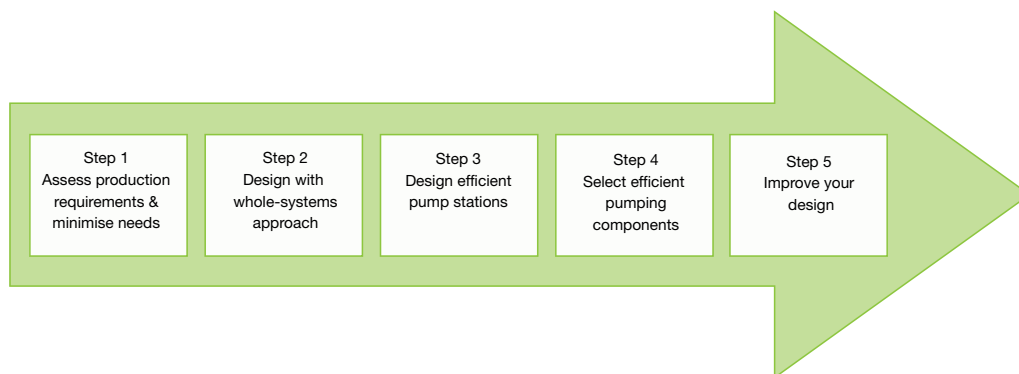 Step 1
Assess production
requirements &
minimise needs
Step 2
Design with
whole-systems
approach
Step 3
Design efficient
pump stations
Step 4
Select efficient
pumping
components
Step 5
Improve your
design